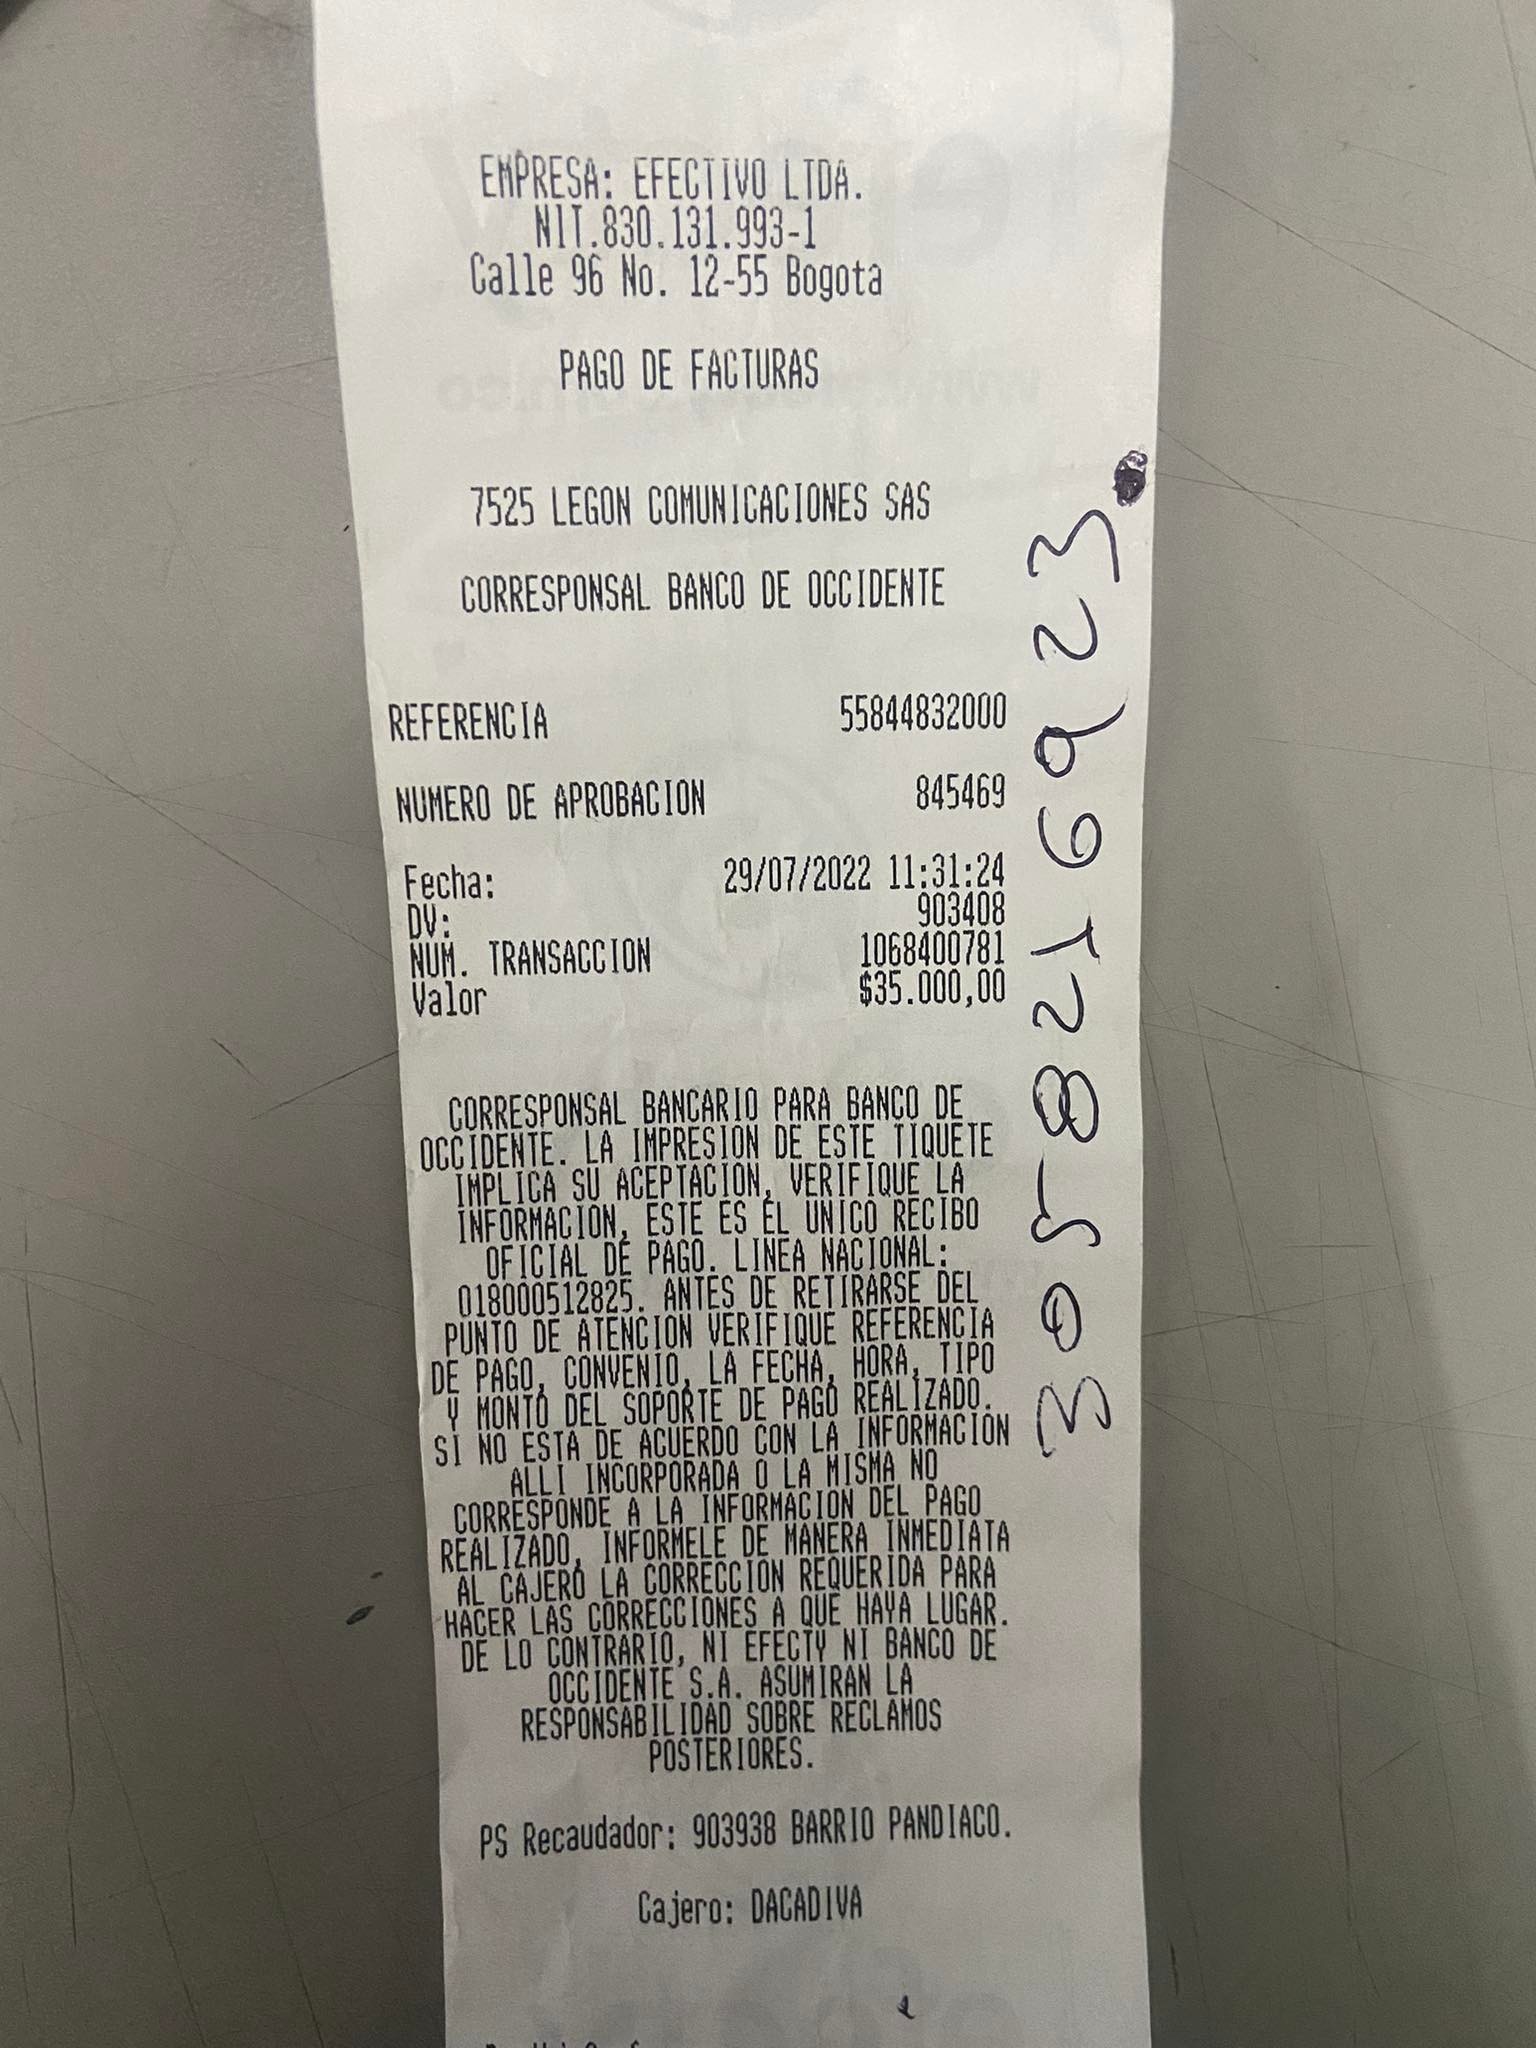 EMPRESA: EFECTIVO LTDA.
NIT.830.131.993-1
Calle 96 No. 12-55 Bogota
PAGO DE FACTURAS
7525 LEGON COMUNICACIONES SAS
CORRESPONSAL BANCO DE OCCIDENTE
REFERENCIA 55844832000
NUMERO DE APROBACION 845469
Fecha: 29/07/2022 11:31:24
DV: 903408
NUM. TRANSACCION 1068400781
Valor $35.000,00
CORRESPONSAL BANCARIO PARA BANCO DE
OCCIDENTE. LA IMPRESION DE ESTE TIQUETE
IMPLICA SU ACEPTACION, VERIFIQUE LA
INFORMACION, ESTE ES EL UNICO RECIBO
OFICIAL DE PAGO. LINEA NACIONAL:
018000512825. ANTES DE RETIRARSE DEL
PUNTO DE ATENCION VERIFIQUE REFERENCIA
DE PAGO, CONVENIO, LA FECHA, HORA, TIPO
Y MONTO DEL SOPORTE DE PAGO REALIZADO.
SI NO ESTA DE ACUERDO CON LA INFORMACION
ALLI INCORPORADA O LA MISMA NO
CORRESPONDE A LA INFORMACION DEL PAGO
REALIZADO, INFORMELE DE MANERA INMEDIATA
AL CAJERO LA CORRECCION REQUERIDA PARA
HACER LAS CORRECCIONES A QUE HAYA LUGAR.
DE LO CONTRARIO, NI EFECTY NI BANCO DE
OCCIDENTE S.A. ASUMIRAN LA
RESPONSABILIDAD SOBRE RECLAMOS
POSTERIORES.
PS Recaudador: 903938 BARRIO PANDIACO.
Cajero: DACADIVA
3058216923